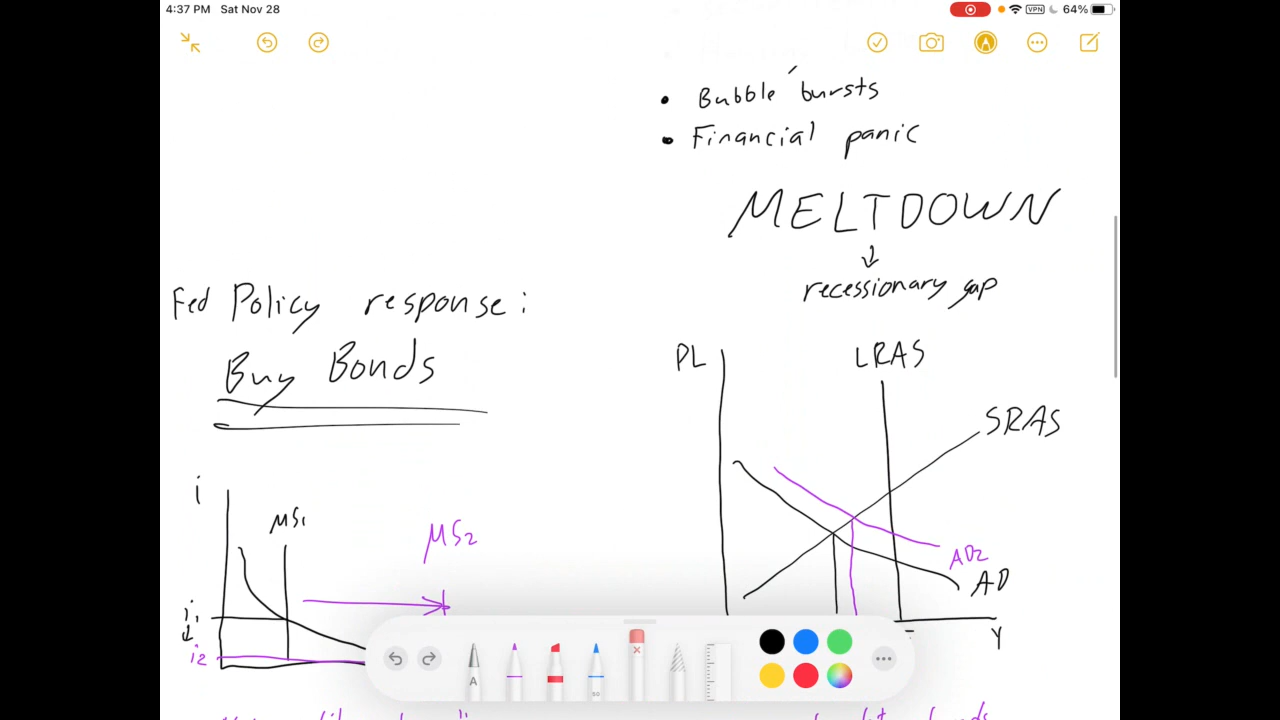 4:37 PM Sat Nov 28
VPN 64%
• Bubble bursts
• Financial panic
MELTDOWN
↓
recessionary gap
Fed Policy response:
Buy Bonds
PL
LRAS
SRAS
AD2
AD
Y
i
MS1
MS2
i1
↓
i2
A